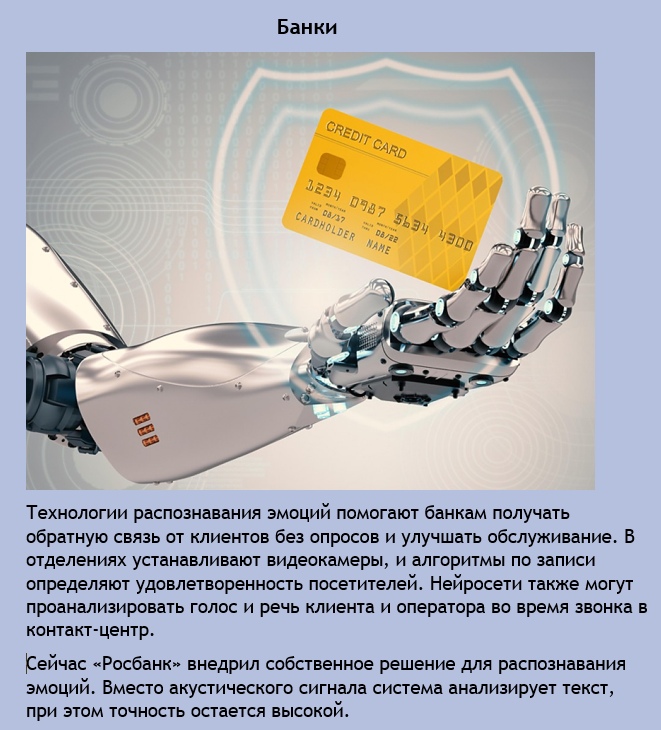 Банки
CREDIT CARD
1234 0987 5634 4300
08/17 08/22
CARDHOLDER NAME
Технологии распознавания эмоций помогают банкам получать
обратную связь от клиентов без опросов и улучшать обслуживание. В
отделениях устанавливают видеокамеры, и алгоритмы по записи
определяют удовлетворенность посетителей. Нейросети также могут
проанализировать голос и речь клиента и оператора во время звонка в
контакт-центр.
Сейчас «Росбанк» внедрил собственное решение для распознавания
эмоций. Вместо акустического сигнала система анализирует текст,
при этом точность остается высокой.